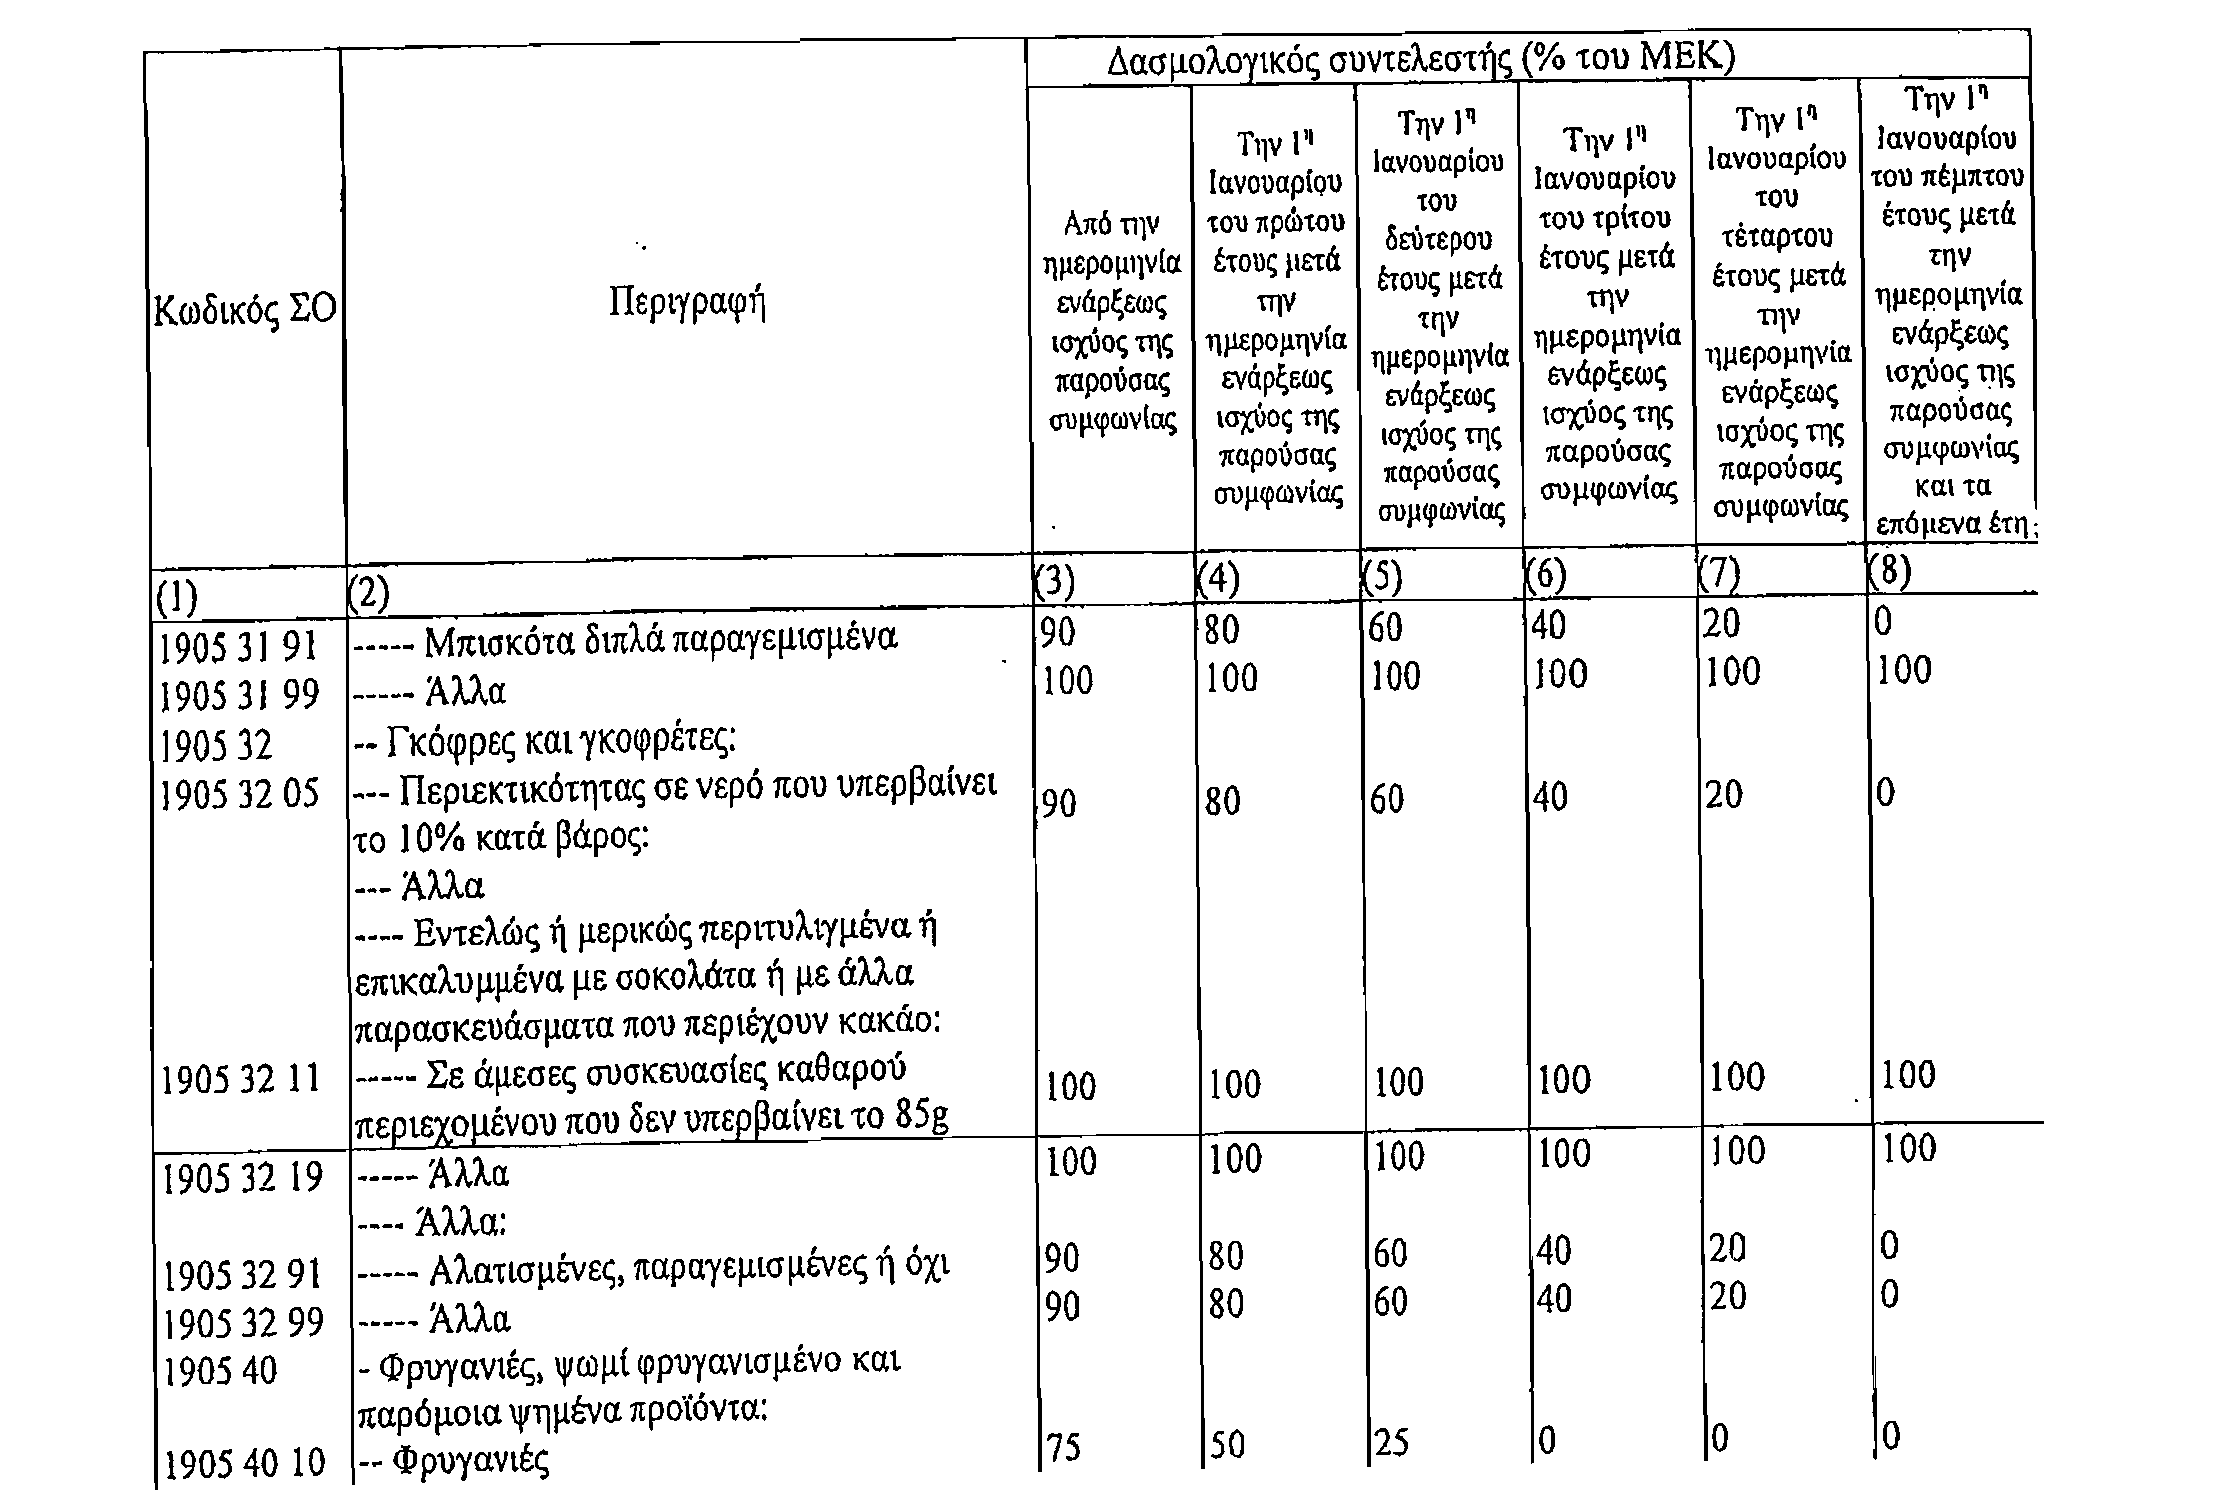 Δασμολογικός συντελεστής (% του ΜΕΚ)
Κωδικός ΣΟ
Περιγραφή
Από την
ημερομηνία
ενάρξεως
ισχύος της
παρούσας
συμφωνίας
Την 1η
Ιανουαρίου
του πρώτου
έτους μετά
την
ημερομηνία
ενάρξεως
ισχύος της
παρούσας
συμφωνίας
Την 1η
Ιανουαρίου
του
δεύτερου
έτους μετά
την
ημερομηνία
ενάρξεως
ισχύος της
παρούσας
συμφωνίας
Την 1η
Ιανουαρίου
του τρίτου
έτους μετά
την
ημερομηνία
ενάρξεως
ισχύος της
παρούσας
συμφωνίας
Την 1η
Ιανουαρίου
του
τέταρτου
έτους μετά
την
ημερομηνία
ενάρξεως
ισχύος της
παρούσας
συμφωνίας
Την 1η
Ιανουαρίου
του πέμπτου
έτους μετά
την
ημερομηνία
ενάρξεως
ισχύος της
παρούσας
συμφωνίας
και τα
επόμενα έτη
(1) (2) (3) (4) (5) (6) (7) (8)
1905 31 91 ----- Μπισκότα διπλά παραγεμισμένα 90 80 60 40 20 0
1905 31 99 ----- Άλλα 100 100 100 100 100 100
1905 32 -- Γκόφρες και γκοφρέτες:
1905 32 05 --- Περιεκτικότητας σε νερό που υπερβαίνει 90 80 60 40 20 0
το 10% κατά βάρος:
--- Άλλα
---- Εντελώς ή μερικώς περιτυλιγμένα ή
επικαλυμμένα με σοκολάτα ή με άλλα
παρασκευάσματα που περιέχουν κακάο:
1905 32 11 ----- Σε άμεσες συσκευασίες καθαρού 100 100 100 100 100 100
περιεχομένου που δεν υπερβαίνει το 85g
1905 32 19 ----- Άλλα 100 100 100 100 100 100
---- Άλλα:
1905 32 91 ----- Αλατισμένες, παραγεμισμένες ή όχι 90 80 60 40 20 0
1905 32 99 ----- Άλλα 90 80 60 40 20 0
1905 40 - Φρυγανιές, ψωμί φρυγανισμένο και
παρόμοια ψημένα προϊόντα:
1905 40 10 -- Φρυγανιές 75 50 25 0 0 0